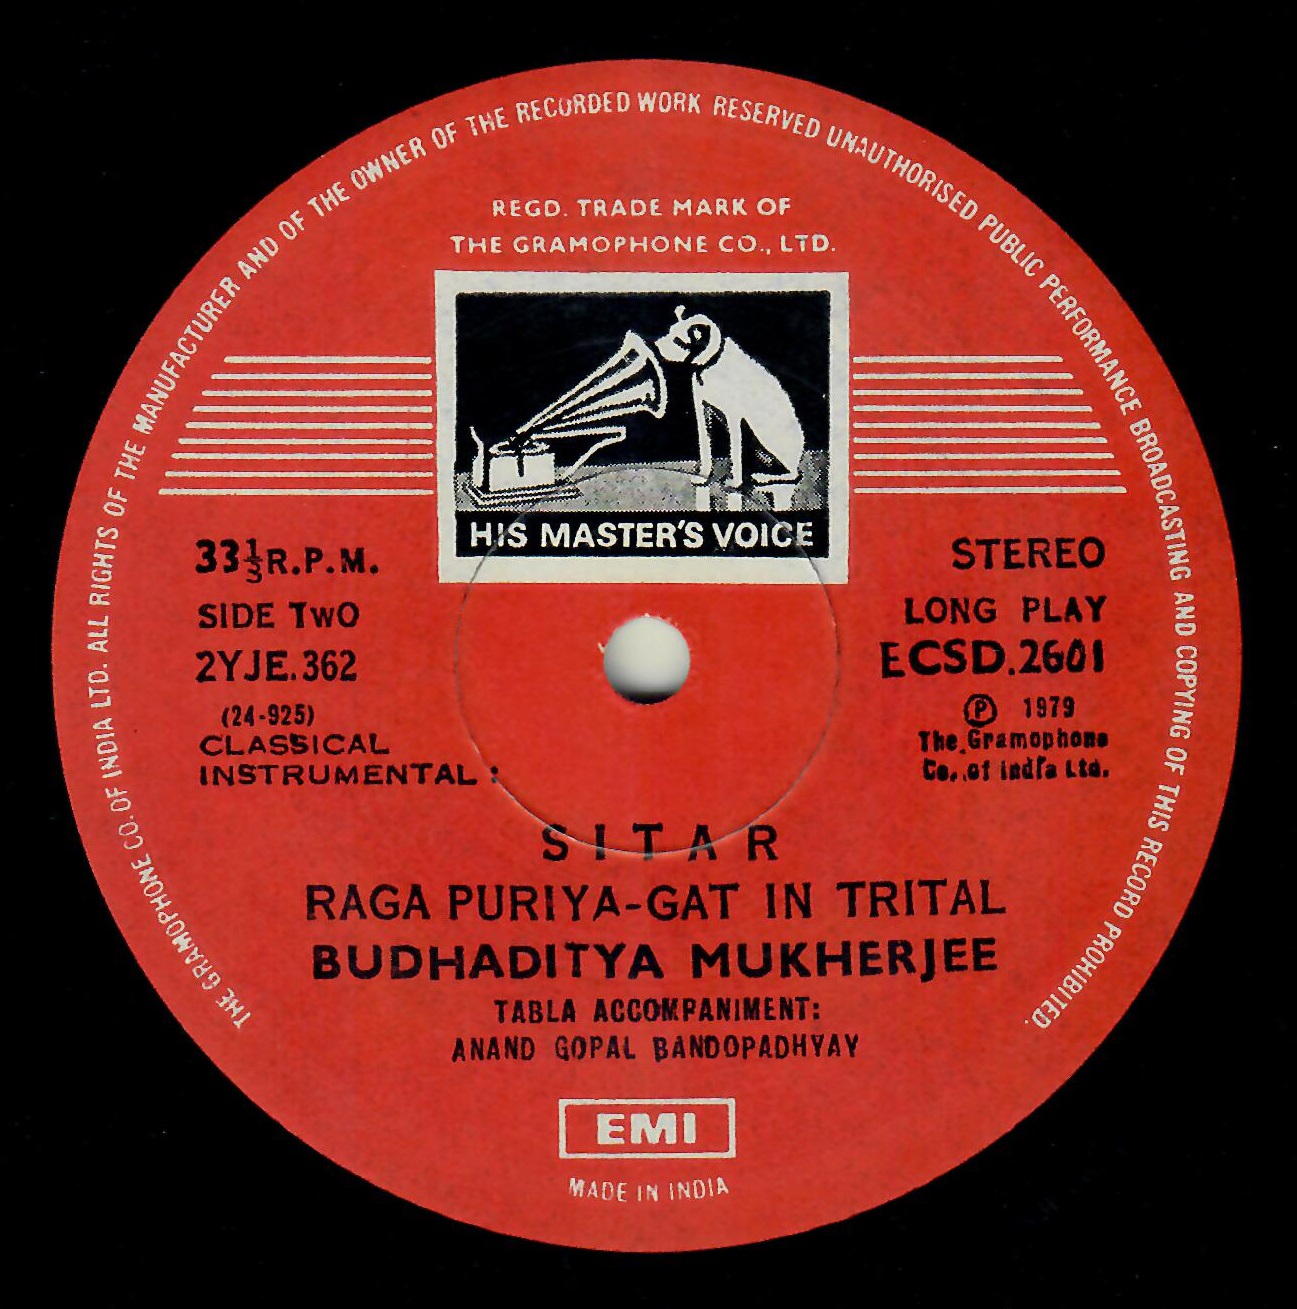 THE GRAMOPHONE CO. OF INDIA LTD. ALL RIGHTS OF THE MANUFACTURER AND OF THE OWNER OF THE RECORDED WORK RESERVED UNAUTHORISED PUBLIC PERFORMANCE BROADCASTING AND COPYING OF THIS RECORD PROHIBITED.
REGD. TRADE MARK OF
THE GRAMOPHONE CO., LTD.
HIS MASTER'S VOICE
33⅓ R.P.M.
SIDE TWO
2YJE.362
(24-925)
CLASSICAL
INSTRUMENTAL :
STEREO
LONG PLAY
ECSD.2601
℗ 1979
The Gramophone
Co. of India Ltd.
SITAR
RAGA PURIYA-GAT IN TRITAL
BUDHADITYA MUKHERJEE
TABLA ACCOMPANIMENT:
ANAND GOPAL BANDOPADHYAY
EMI
MADE IN INDIA